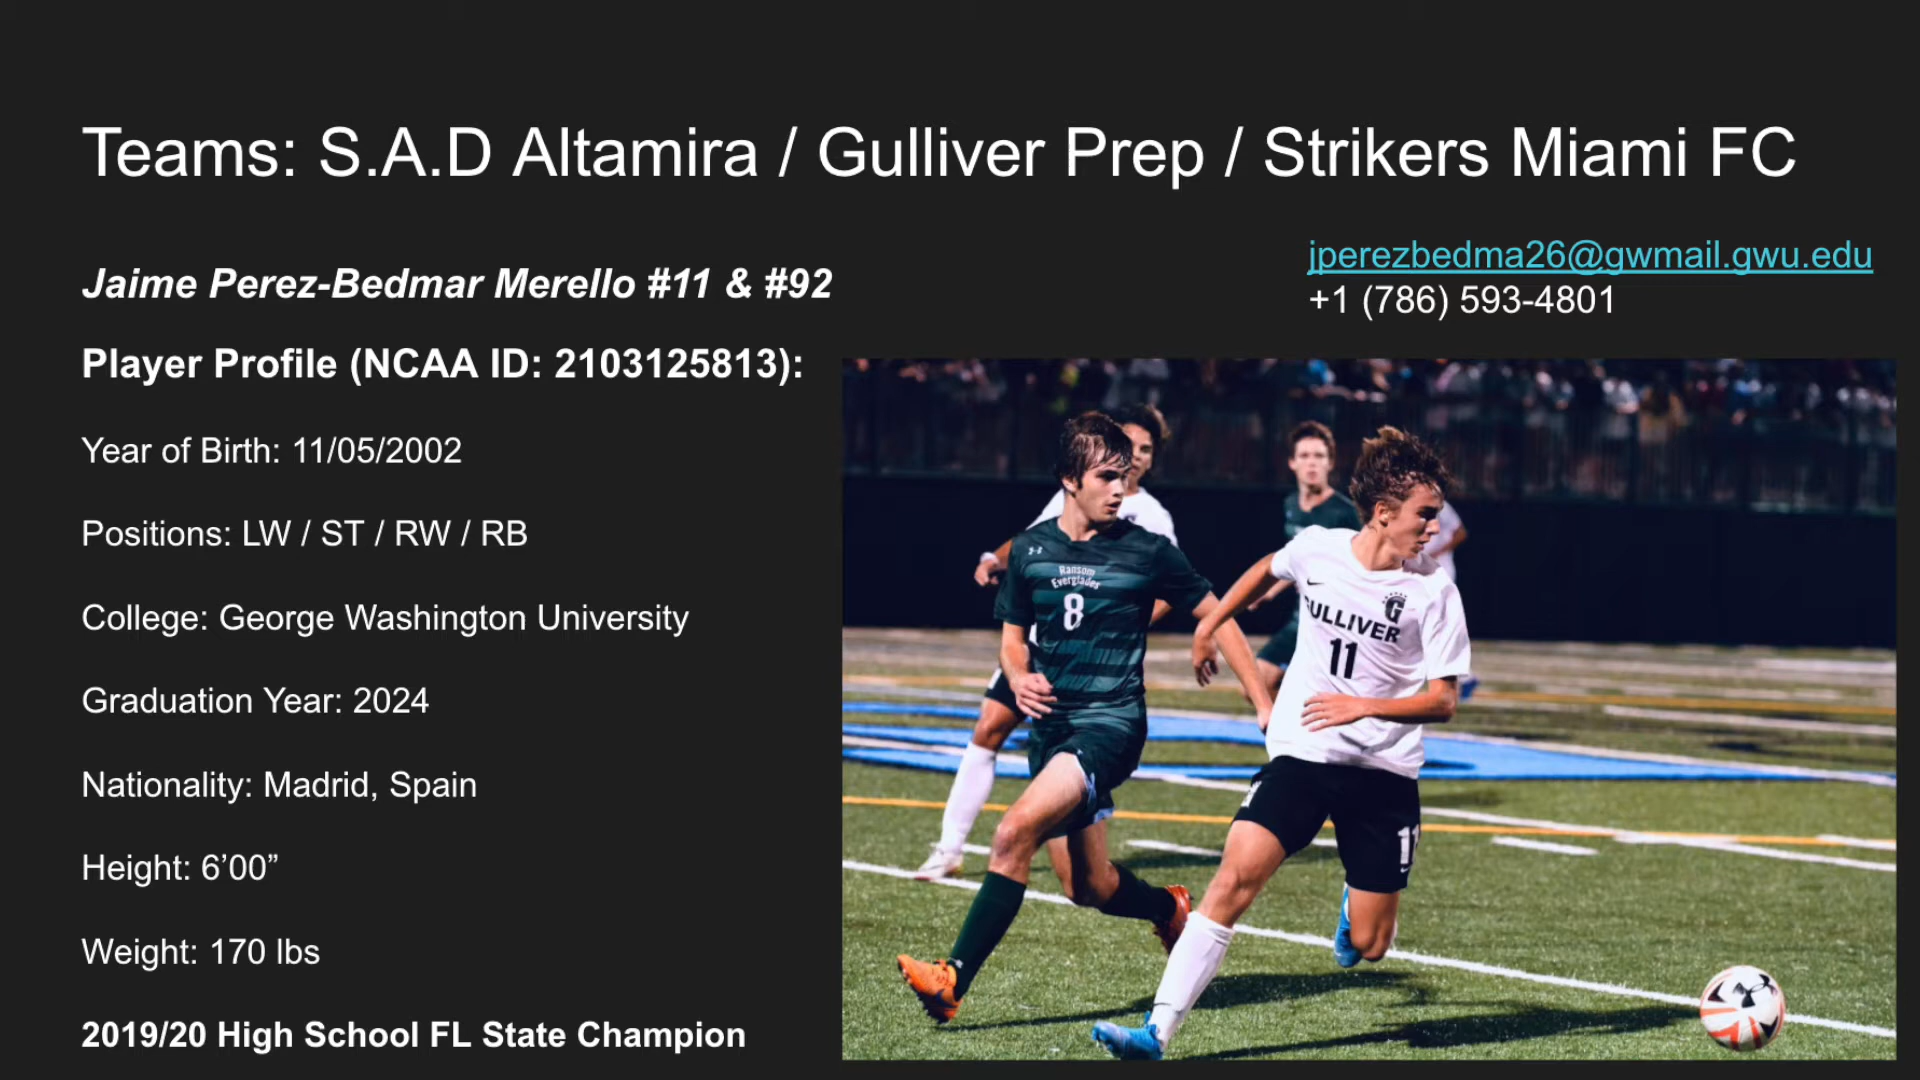 Teams: S.A.D Altamira / Gulliver Prep / Strikers Miami FC
jperezbedma26@gwmail.gwu.edu
+1 (786) 593-4801
Jaime Perez-Bedmar Merello #11 & #92
Player Profile (NCAA ID: 2103125813):
Year of Birth: 11/05/2002
Positions: LW / ST / RW / RB
College: George Washington University
Graduation Year: 2024
Nationality: Madrid, Spain
Height: 6’00”
Weight: 170 lbs
2019/20 High School FL State Champion
Ransom
Everglades
8
G
GULLIVER
11
11